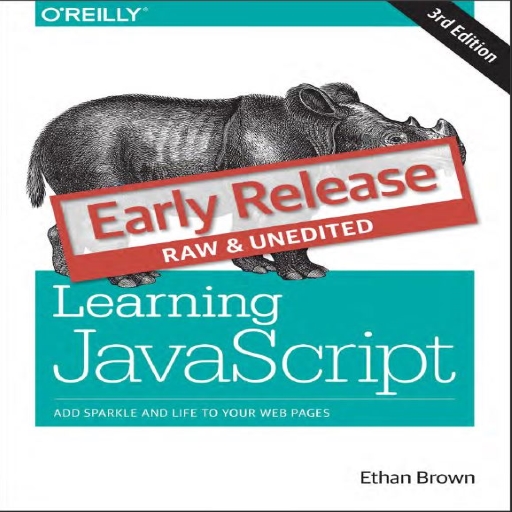 O'REILLY®
3rd Edition
Early Release
RAW & UNEDITED
Learning
JavaScript
ADD SPARKLE AND LIFE TO YOUR WEB PAGES
Ethan Brown